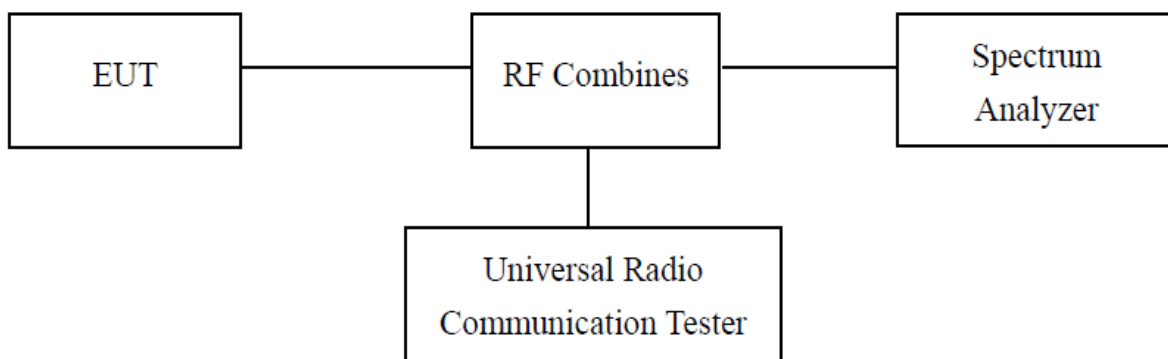 EUT
RF Combines
Spectrum
Analyzer
Universal Radio
Communication Tester